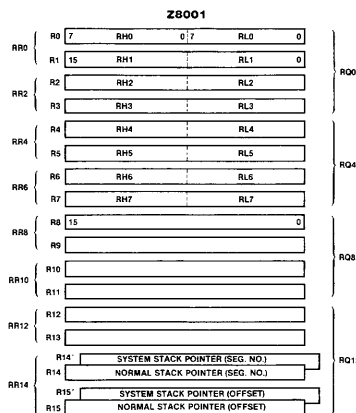 Z8001
RR0
R0 7 RH0 0 7 RL0 0
R1 15 RH1 RL1 0
RR2
R2 RH2 RL2
R3 RH3 RL3
RQ0
RR4
R4 RH4 RL4
R5 RH5 RL5
RR6
R6 RH6 RL6
R7 RH7 RL7
RQ4
RR8
R8 15 0
R9
RR10
R10
R11
RQ8
RR12
R12
R13
RR14
R14' SYSTEM STACK POINTER (SEG. NO.)
R14 NORMAL STACK POINTER (SEG. NO.)
R15' SYSTEM STACK POINTER (OFFSET)
R15 NORMAL STACK POINTER (OFFSET)